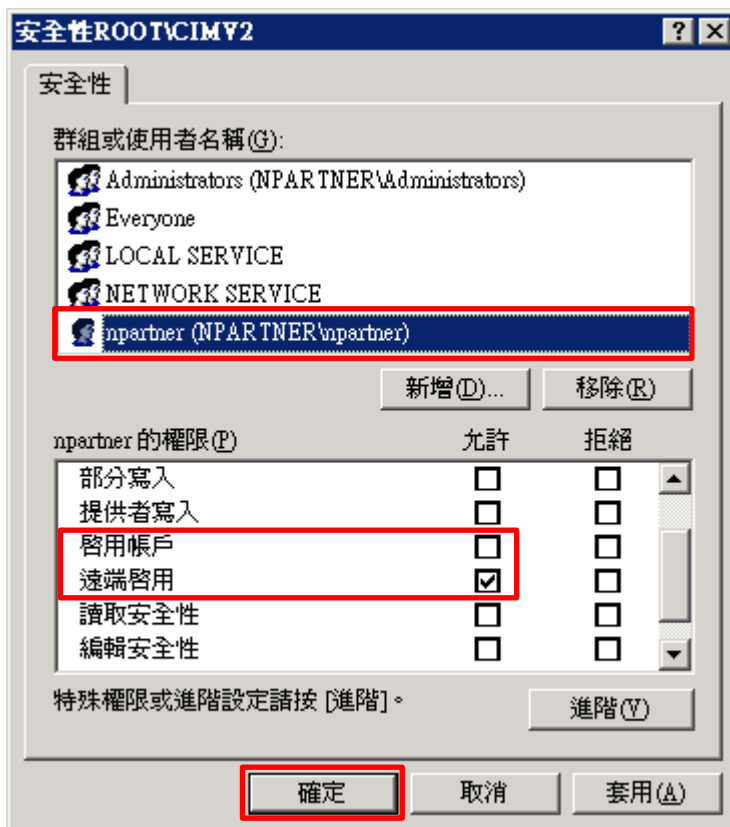 安全性ROOT\CIMV2
安全性
群組或使用者名稱(G):
Administrators (NPARTNER\Administrators)
Everyone
LOCAL SERVICE
NETWORK SERVICE
npartner (NPARTNER\npartner)
新增(D)... 移除(R)
npartner 的權限(P) 允許 拒絕
部分寫入
提供者寫入
啓用帳戶
遠端啓用
讀取安全性
編輯安全性
特殊權限或進階設定請按 [進階]。 進階(V)
確定 取消 套用(A)